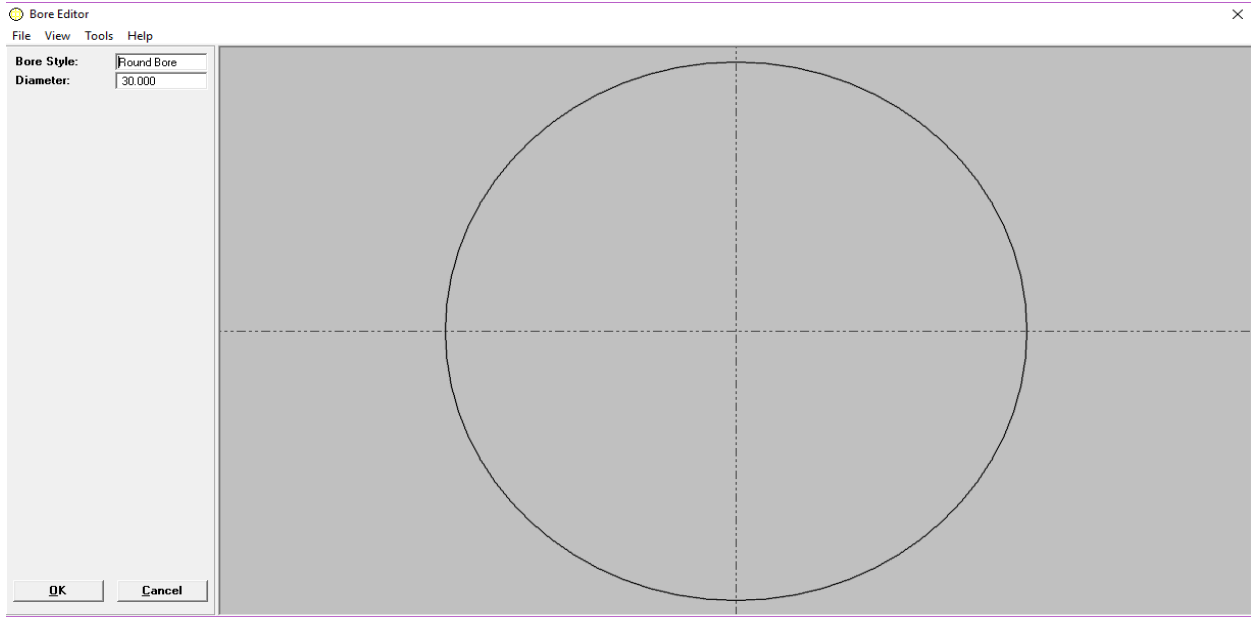 Bore Editor
File View Tools Help
Bore Style: Round Bore
Diameter: 30.000
OK Cancel